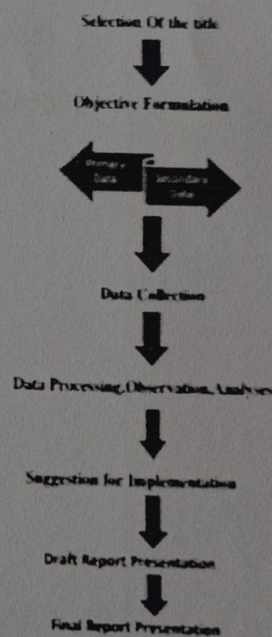 Selection Of the title
Objective Formulation
Primary
Data
Secondary
Data
Data Collection
Data Processing,Observation,Analyses
Suggestion for Implementation
Draft Report Presentation
Final Report Presentation